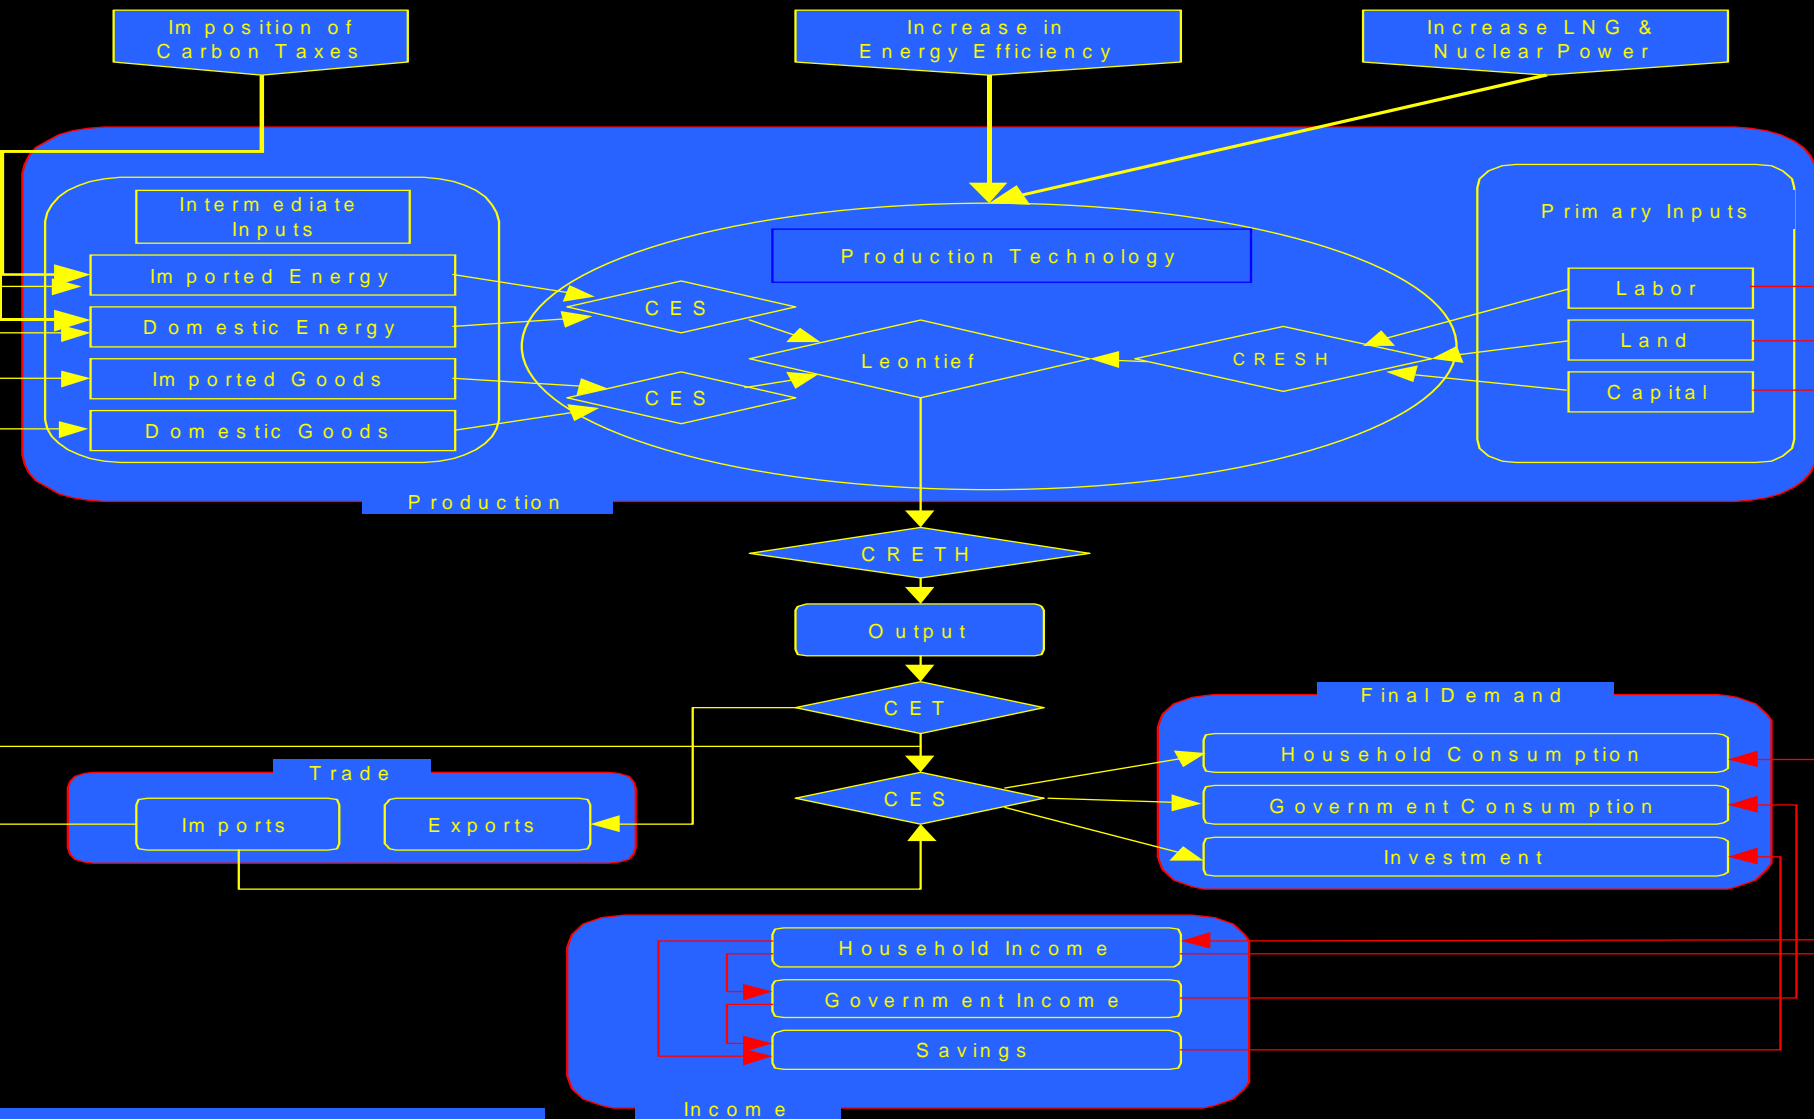 Imposition of
Carbon Taxes
Increase in
Energy Efficiency
Increase LNG &
Nuclear Power
Intermediate
Inputs
Imported Energy
Domestic Energy
Imported Goods
Domestic Goods
Production Technology
CES
CES
Leontief
CRESH
Primary Inputs
Labor
Land
Capital
Production
CRETH
Output
CET
CES
Trade
Imports
Exports
Final Demand
Household Consumption
Government Consumption
Investment
Household Income
Government Income
Savings
Income